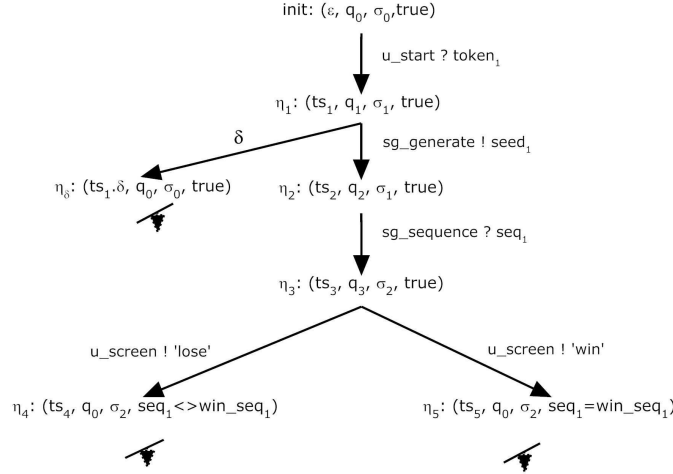 init: (ε, q₀, σ₀,true)
u_start ? token₁
η₁: (ts₁, q₁, σ₁, true)
δ
sg_generate ! seed₁
η_δ: (ts₁.δ, q₀, σ₀, true)
η₂: (ts₂, q₂, σ₁, true)
sg_sequence ? seq₁
η₃: (ts₃, q₃, σ₂, true)
u_screen ! 'lose'
u_screen ! 'win'
η₄: (ts₄, q₀, σ₂, seq₁<>win_seq₁)
η₅: (ts₅, q₀, σ₂, seq₁=win_seq₁)